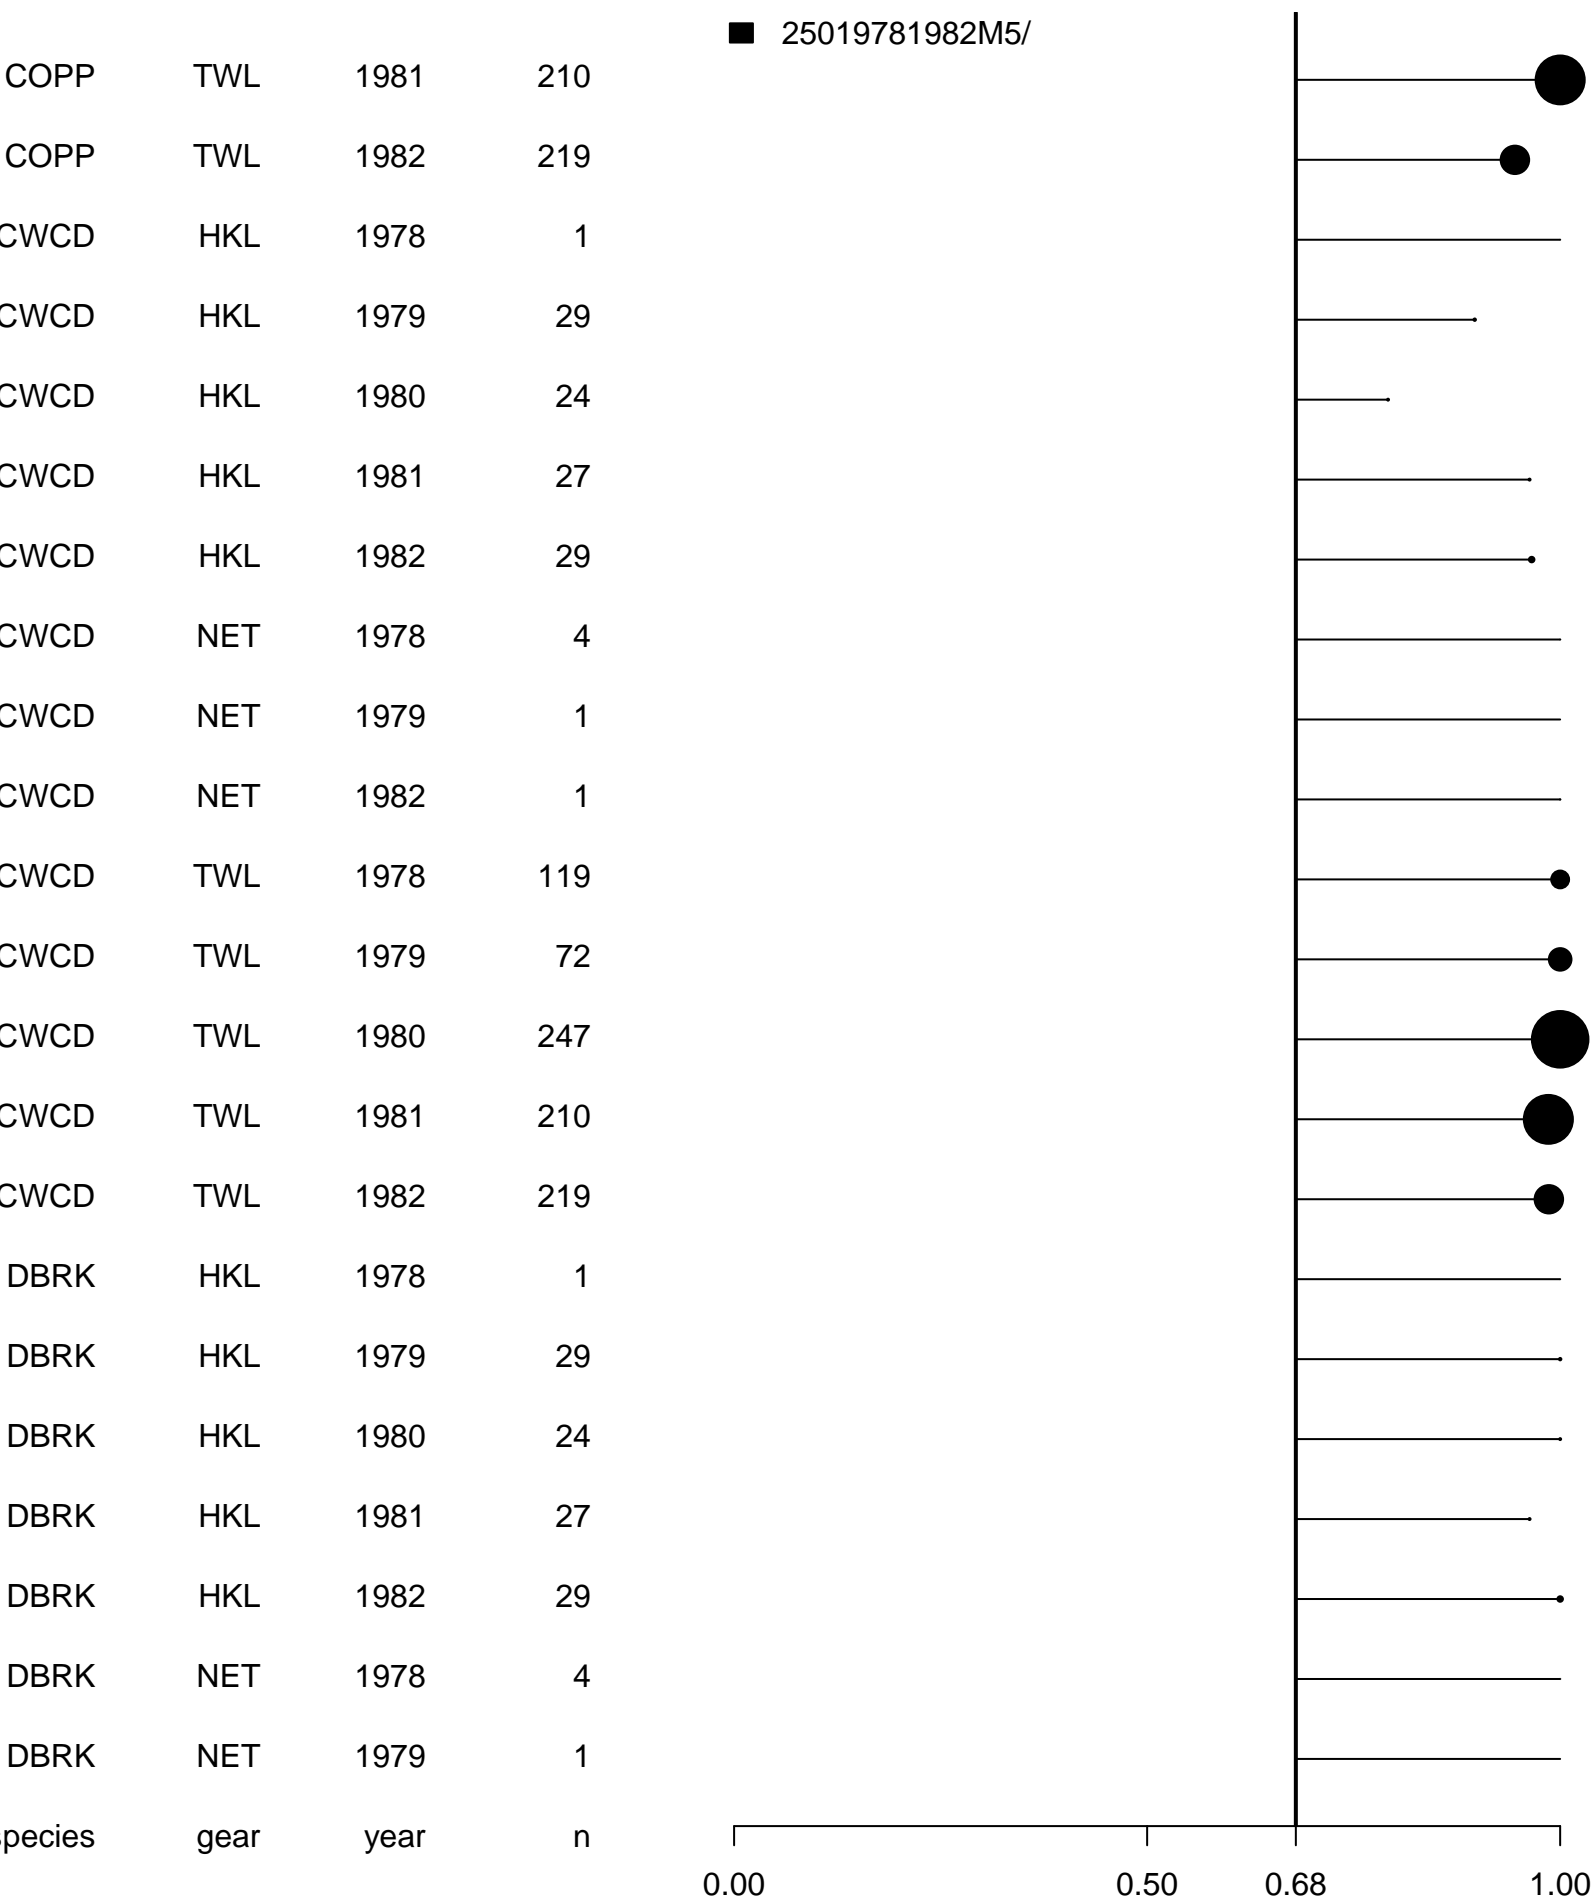 25019781982M5/
COPP TWL 1981 210
COPP TWL 1982 219
CWCD HKL 1978 1
CWCD HKL 1979 29
CWCD HKL 1980 24
CWCD HKL 1981 27
CWCD HKL 1982 29
CWCD NET 1978 4
CWCD NET 1979 1
CWCD NET 1982 1
CWCD TWL 1978 119
CWCD TWL 1979 72
CWCD TWL 1980 247
CWCD TWL 1981 210
CWCD TWL 1982 219
DBRK HKL 1978 1
DBRK HKL 1979 29
DBRK HKL 1980 24
DBRK HKL 1981 27
DBRK HKL 1982 29
DBRK NET 1978 4
DBRK NET 1979 1
species gear year n
0.00 0.50 0.68 1.00